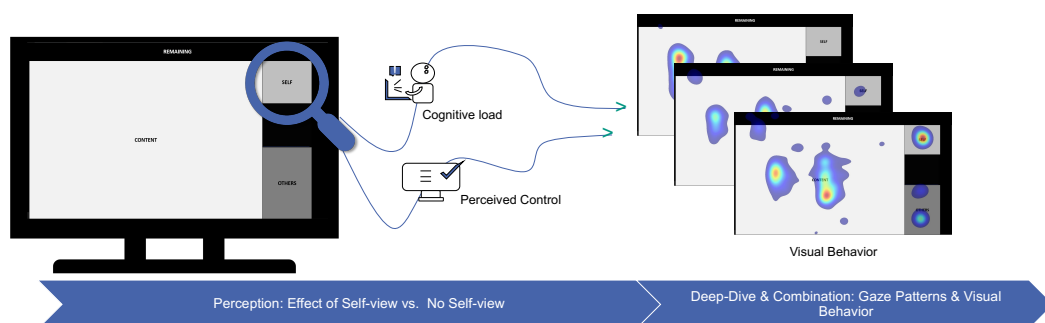 REMAINING
SELF
CONTENT
OTHERS
Cognitive load
Perceived Control
REMAINING
SELF
REMAINING
REMAINING
CONTENT
OTHERS
Visual Behavior
Perception: Effect of Self-view vs. No Self-view
Deep-Dive & Combination: Gaze Patterns & Visual
Behavior